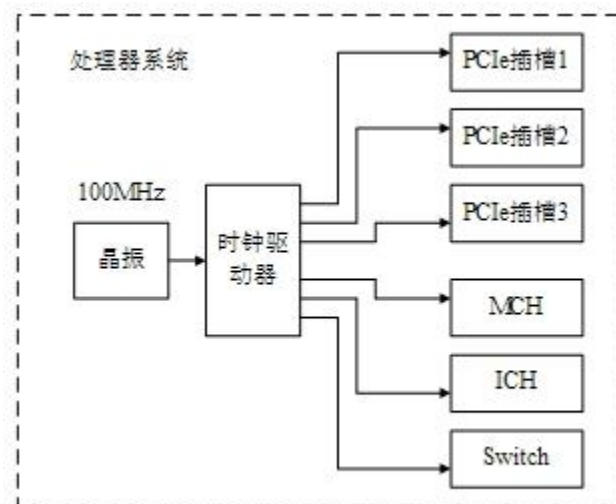 处理器系统
PCIe插槽1
PCIe插槽2
100MHz
PCIe插槽3
晶振
时钟驱
动器
MCH
ICH
Switch